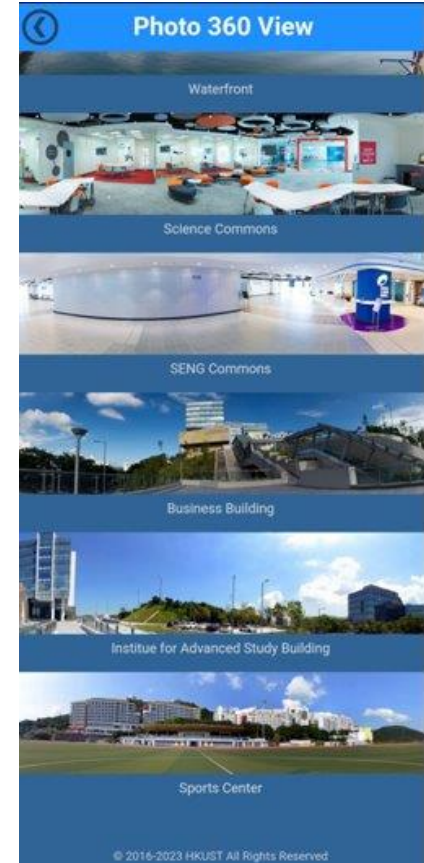 Photo 360 View
Waterfront
Science Commons
SENG Commons
Business Building
Institue for Advanced Study Building
Sports Center
© 2016-2023 HKUST All Rights Reserved